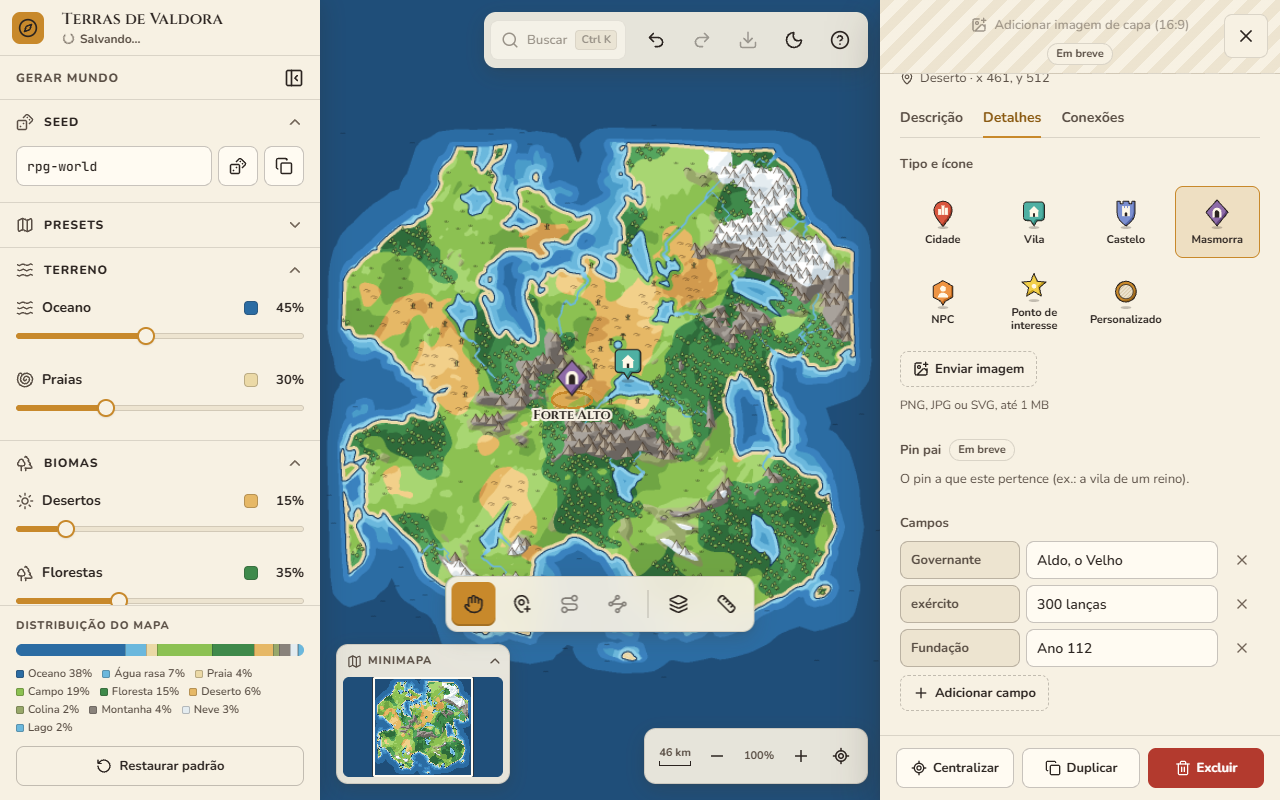 Terras de Valdora
Salvando...
GERAR MUNDO
SEED
rpg-world
PRESETS
TERRENO
Oceano 45%
Praias 30%
BIOMAS
Desertos 15%
Florestas 35%
DISTRIBUIÇÃO DO MAPA
Oceano 38% Água rasa 7% Praia 4%
Campo 19% Floresta 15% Deserto 6%
Colina 2% Montanha 4% Neve 3%
Lago 2%
Restaurar padrão
Buscar Ctrl K
Forte Alto
MINIMAPA
46 km
100%
Adicionar imagem de capa (16:9)
Em breve
Deserto · x 461, y 512
Descrição Detalhes Conexões
Tipo e ícone
Cidade Vila Castelo Masmorra
NPC Ponto de interesse Personalizado
Enviar imagem
PNG, JPG ou SVG, até 1 MB
Pin pai Em breve
O pin a que este pertence (ex.: a vila de um reino).
Campos
Governante Aldo, o Velho
exército 300 lanças
Fundação Ano 112
Adicionar campo
Centralizar Duplicar Excluir